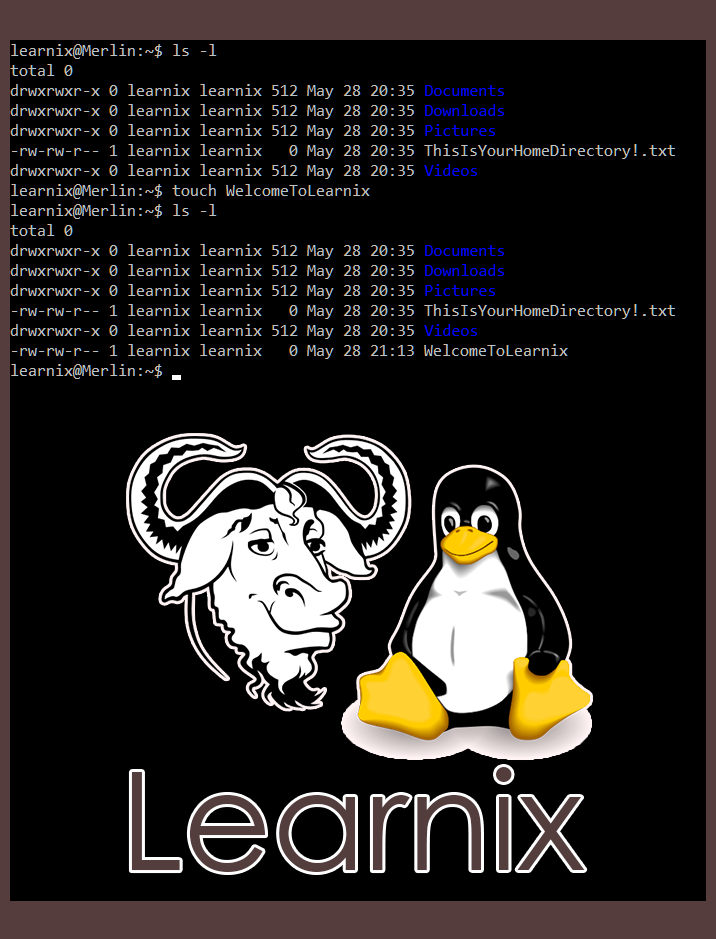 learnix@Merlin:~$ ls -l
total 0
drwxrwxr-x 0 learnix learnix 512 May 28 20:35 Documents
drwxrwxr-x 0 learnix learnix 512 May 28 20:35 Downloads
drwxrwxr-x 0 learnix learnix 512 May 28 20:35 Pictures
-rw-rw-r-- 1 learnix learnix   0 May 28 20:35 ThisIsYourHomeDirectory!.txt
drwxrwxr-x 0 learnix learnix 512 May 28 20:35 Videos
learnix@Merlin:~$ touch WelcomeToLearnix
learnix@Merlin:~$ ls -l
total 0
drwxrwxr-x 0 learnix learnix 512 May 28 20:35 Documents
drwxrwxr-x 0 learnix learnix 512 May 28 20:35 Downloads
drwxrwxr-x 0 learnix learnix 512 May 28 20:35 Pictures
-rw-rw-r-- 1 learnix learnix   0 May 28 20:35 ThisIsYourHomeDirectory!.txt
drwxrwxr-x 0 learnix learnix 512 May 28 20:35 Videos
-rw-rw-r-- 1 learnix learnix   0 May 28 21:13 WelcomeToLearnix
learnix@Merlin:~$
Learnix